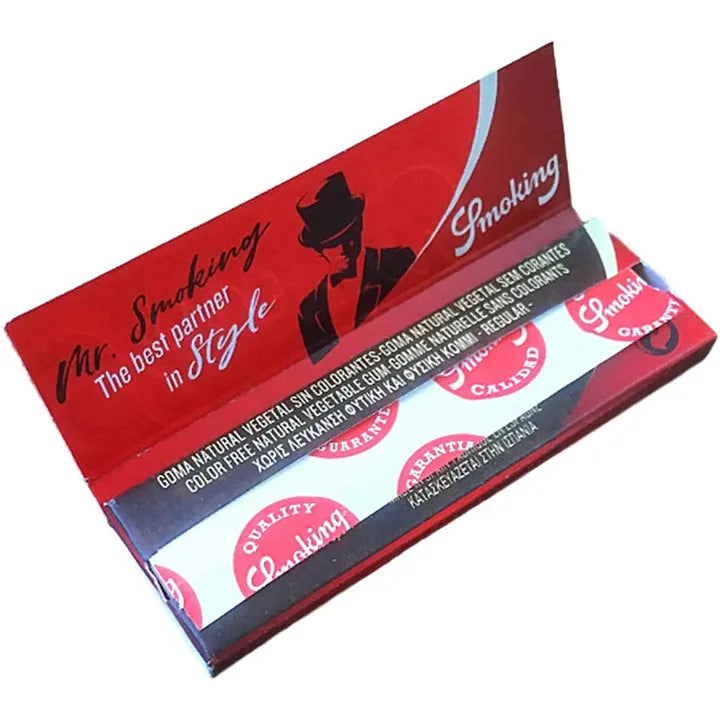 Mr. Smoking
The best partner
in Style
Smoking
GOMA NATURAL VEGETAL SIN COLORANTES-GOMA NATURAL VEGETAL SEM CORANTES
COLOR FREE NATURAL VEGETABLE GUM-GOMME NATURELLE SANS COLORANTS
ΧΩΡΙΣ ΛΕΥΚΑΝΣΗ ΦΥΤΙΚΗ ΚΑΙ ΦΥΣΙΚΗ ΚΟΜΜΙ - REGULAR -
Smoking
GARANTY
Smoking
CALIDAD
GUARANTEE
GARANTIA
ΚΑΤΑΣΚΕΥΑΖΕΤΑΙ ΣΤΗΝ ΙΣΠΑΝΙΑ
QUALITY
Smoking